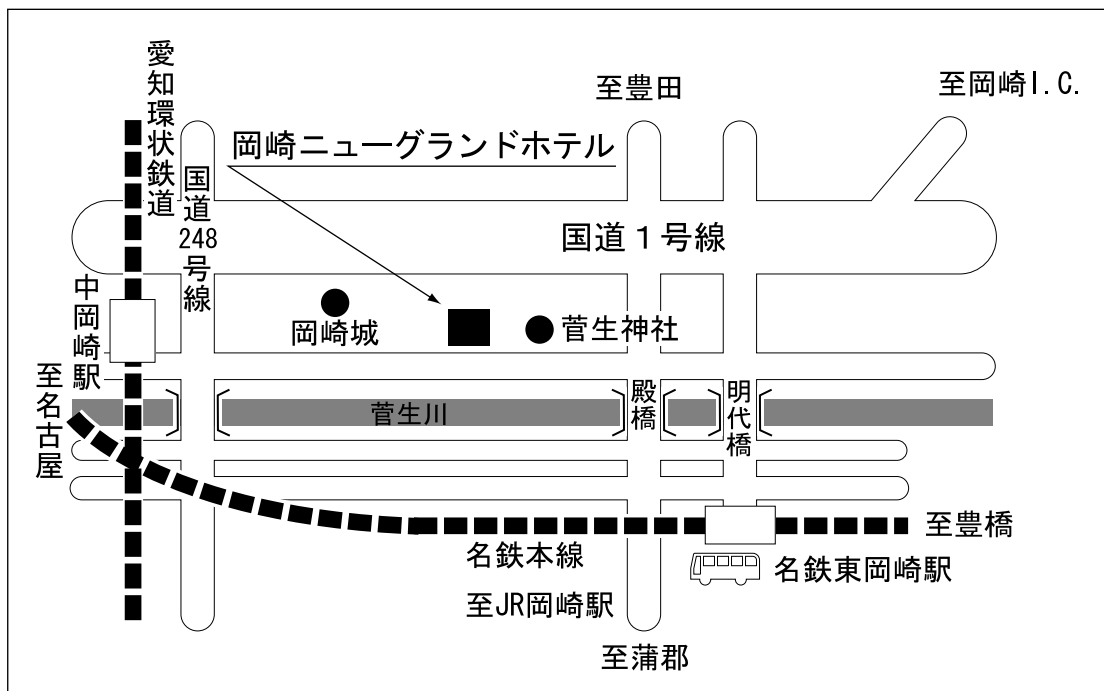 愛知環状鉄道
至豊田
至岡崎I.C.
岡崎ニューグランドホテル
国道248号線
国道1号線
中岡崎駅
岡崎城
菅生神社
至名古屋
菅生川
殿橋
明代橋
至豊橋
名鉄本線
名鉄東岡崎駅
至JR岡崎駅
至蒲郡